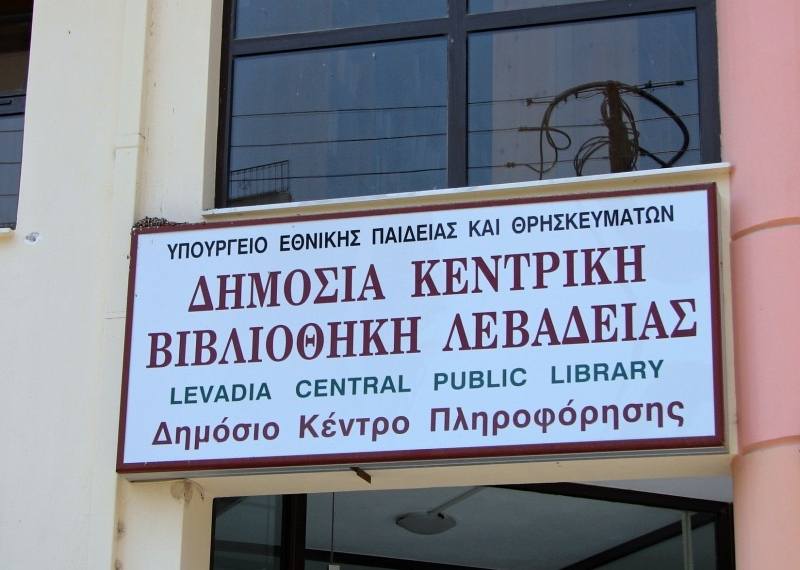 ΥΠΟΥΡΓΕΙΟ ΕΘΝΙΚΗΣ ΠΑΙΔΕΙΑΣ ΚΑΙ ΘΡΗΣΚΕΥΜΑΤΩΝ
ΔΗΜΟΣΙΑ ΚΕΝΤΡΙΚΗ
ΒΙΒΛΙΟΘΗΚΗ ΛΕΒΑΔΕΙΑΣ
LEVADIA CENTRAL PUBLIC LIBRARY
Δημόσιο Κέντρο Πληροφόρησης